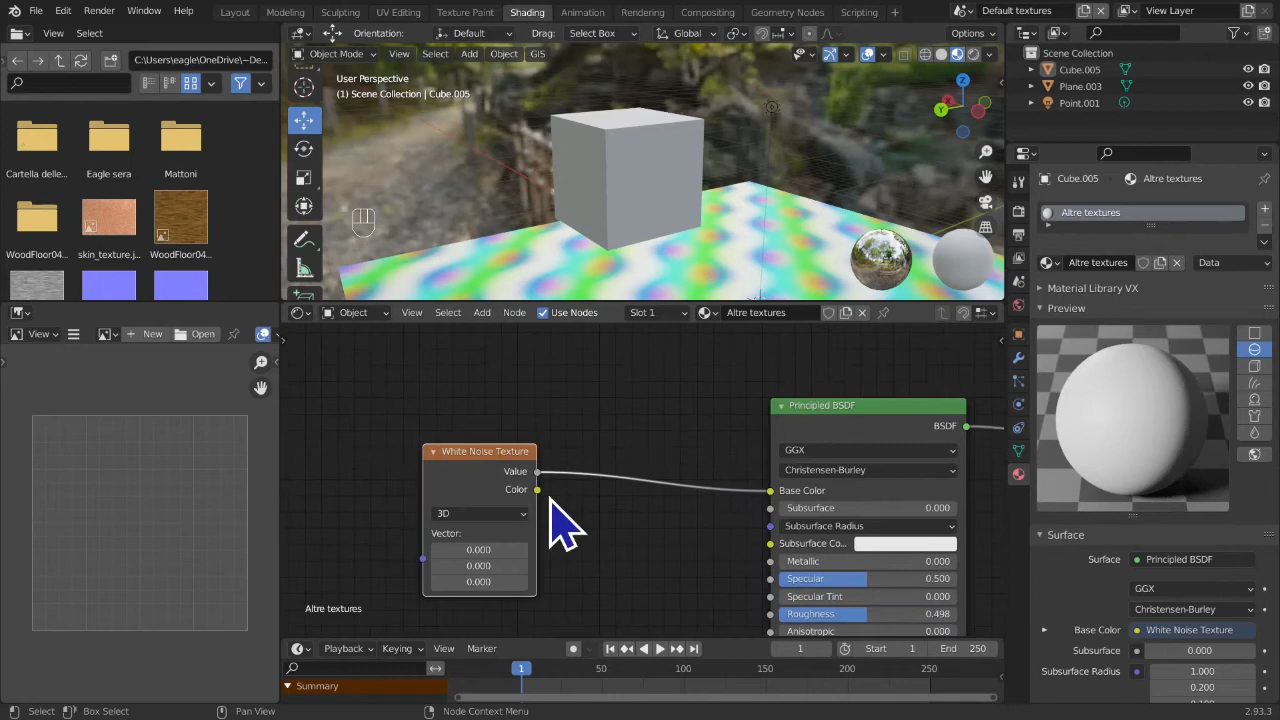 File Edit Render Window Help Layout Modeling Sculpting UV Editing Texture Paint Shading Animation Rendering Compositing Geometry Nodes Scripting + Default textures View Layer
View Select
Orientation: Default Drag: Select Box Global Options
C:\Users\eagle\OneDrive\~De...
Object Mode View Select Add Object GIS
User Perspective
(1) Scene Collection | Cube.005
Z
Y
Cartella delle...
Eagle sera
Mattoni
WoodFloor04...
skin_texture.c...
WoodFloor04...
Scene Collection
Cube.005
Plane.003
Point.001
Cube.005 Altre textures
Altre textures
Altre textures Data
Material Library VX
Preview
Surface
Surface Principled BSDF
GGX
Christensen-Burley
Base Color White Noise Texture
Subsurface 0.000
Subsurface Radius 1.000
0.200
0.100
View New Open
Object View Select Add Node Use Nodes Slot 1 Altre textures
White Noise Texture
Value
Color
3D
Vector:
0.000
0.000
0.000
Principled BSDF
BSDF
GGX
Christensen-Burley
Base Color
Subsurface 0.000
Subsurface Radius
Subsurface Co...
Metallic 0.000
Specular 0.500
Specular Tint 0.000
Roughness 0.498
Anisotropic 0.000
Altre textures
Playback Keying View Marker 1 Start 1 End 250
1 50 100 150 200 250
Summary
Select Box Select Pan View Node Context Menu 2.93.3